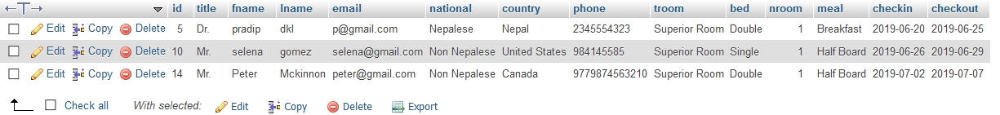 id title fname lname email national country phone troom bed nroom meal checkin checkout
Edit Copy Delete 5 Dr. pradip dkl p@gmail.com Nepalese Nepal 2345554323 Superior Room Double 1 Breakfast 2019-06-20 2019-06-25
Edit Copy Delete 10 Mr. selena gomez selena@gmail.com Non Nepalese United States 984145585 Superior Room Single 1 Half Board 2019-06-26 2019-06-29
Edit Copy Delete 14 Mr. Peter Mckinnon peter@gmail.com Non Nepalese Canada 9779874563210 Superior Room Double 1 Half Board 2019-07-02 2019-07-07
Check all With selected: Edit Copy Delete Export